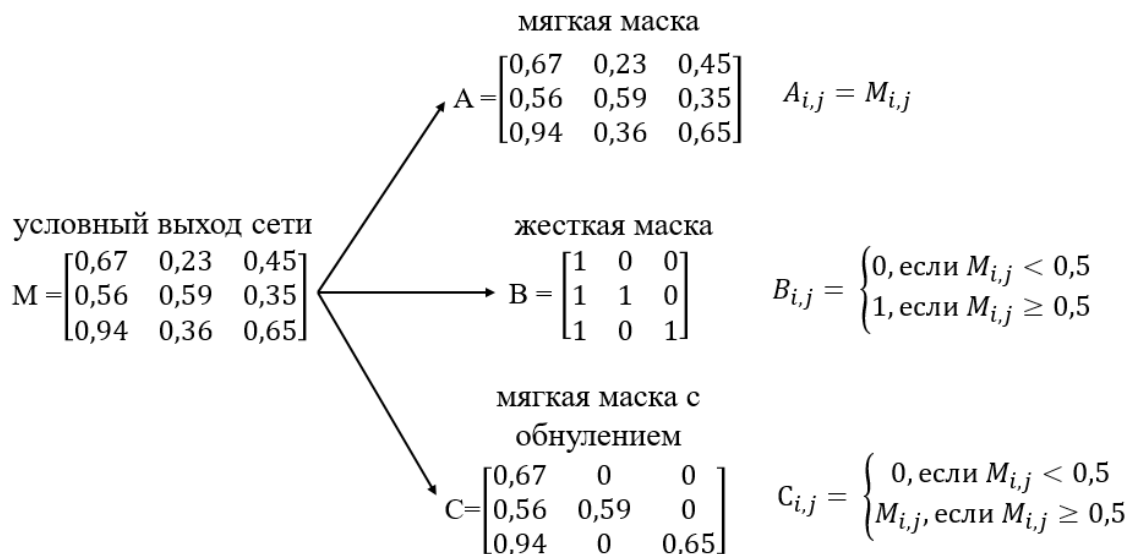 мягкая маска
A = [0,67 0,23 0,45]
[0,56 0,59 0,35]
[0,94 0,36 0,65]
A_{i,j} = M_{i,j}
условный выход сети
M = [0,67 0,23 0,45]
[0,56 0,59 0,35]
[0,94 0,36 0,65]
жесткая маска
B = [1 0 0]
[1 1 0]
[1 0 1]
B_{i,j} = {0, если M_{i,j} < 0,5
1, если M_{i,j} ≥ 0,5
мягкая маска с
обнулением
C= [0,67 0 0]
[0,56 0,59 0]
[0,94 0 0,65]
C_{i,j} = {0, если M_{i,j} < 0,5
M_{i,j}, если M_{i,j} ≥ 0,5